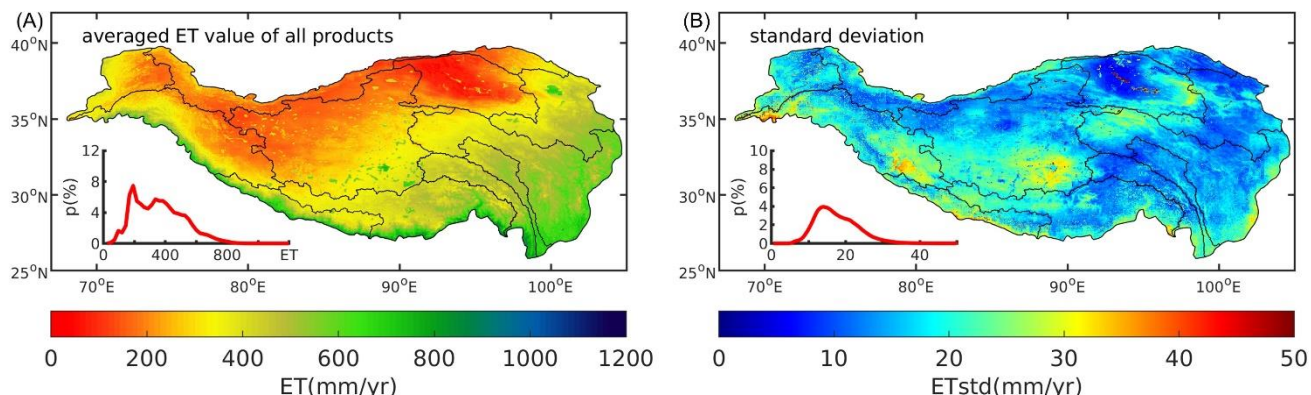 (A)
averaged ET value of all products
40°N
35°N
30°N
25°N
p(%)
12
8
4
0
0 400 800 ET
70°E 80°E 90°E 100°E
0 200 400 600 800 1000 1200
ET(mm/yr)
(B)
standard deviation
40°N
35°N
30°N
25°N
p(%)
10
8
6
4
2
0
0 20 40
70°E 80°E 90°E 100°E
0 10 20 30 40 50
ETstd(mm/yr)